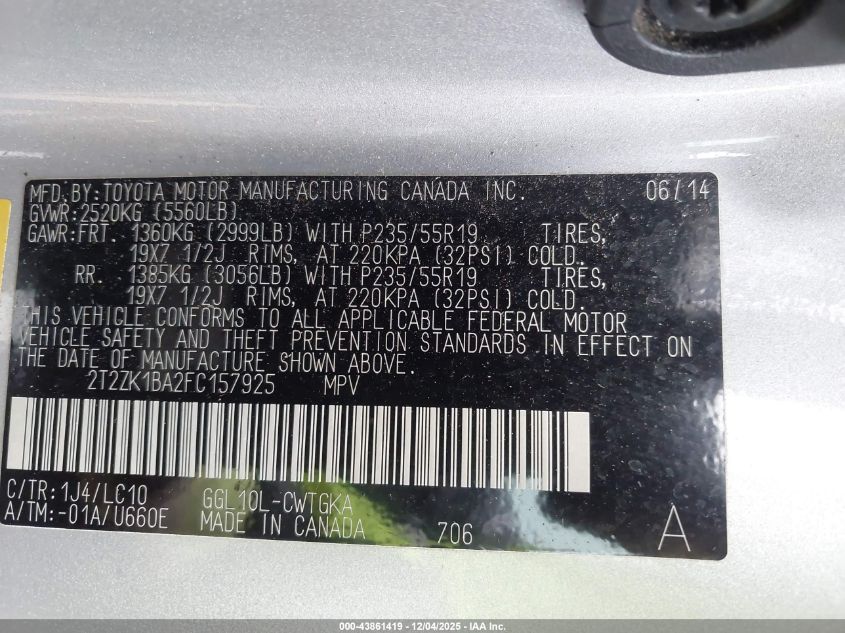 MFD.BY:TOYOTA MOTOR MANUFACTURING CANADA INC. 06/14
GVWR:2520KG (5560LB)
GAWR:FRT. 1360KG (2999LB) WITH P235/55R19 TIRES,
19X7 1/2J RIMS, AT 220KPA (32PSI) COLD.
RR. 1385KG (3056LB) WITH P235/55R19 TIRES,
19X7 1/2J RIMS, AT 220KPA (32PSI) COLD.
THIS VEHICLE CONFORMS TO ALL APPLICABLE FEDERAL MOTOR
VEHICLE SAFETY AND THEFT PREVENTION STANDARDS IN EFFECT ON
THE DATE OF MANUFACTURE SHOWN ABOVE.
2T2ZK1BA2FC157925 MPV
C/TR:1J4/LC10 GGL10L-CWTGKA
A/TM:-01A/U660E MADE IN CANADA 706 A
000-43861419 - 12/04/2025 - IAA Inc.